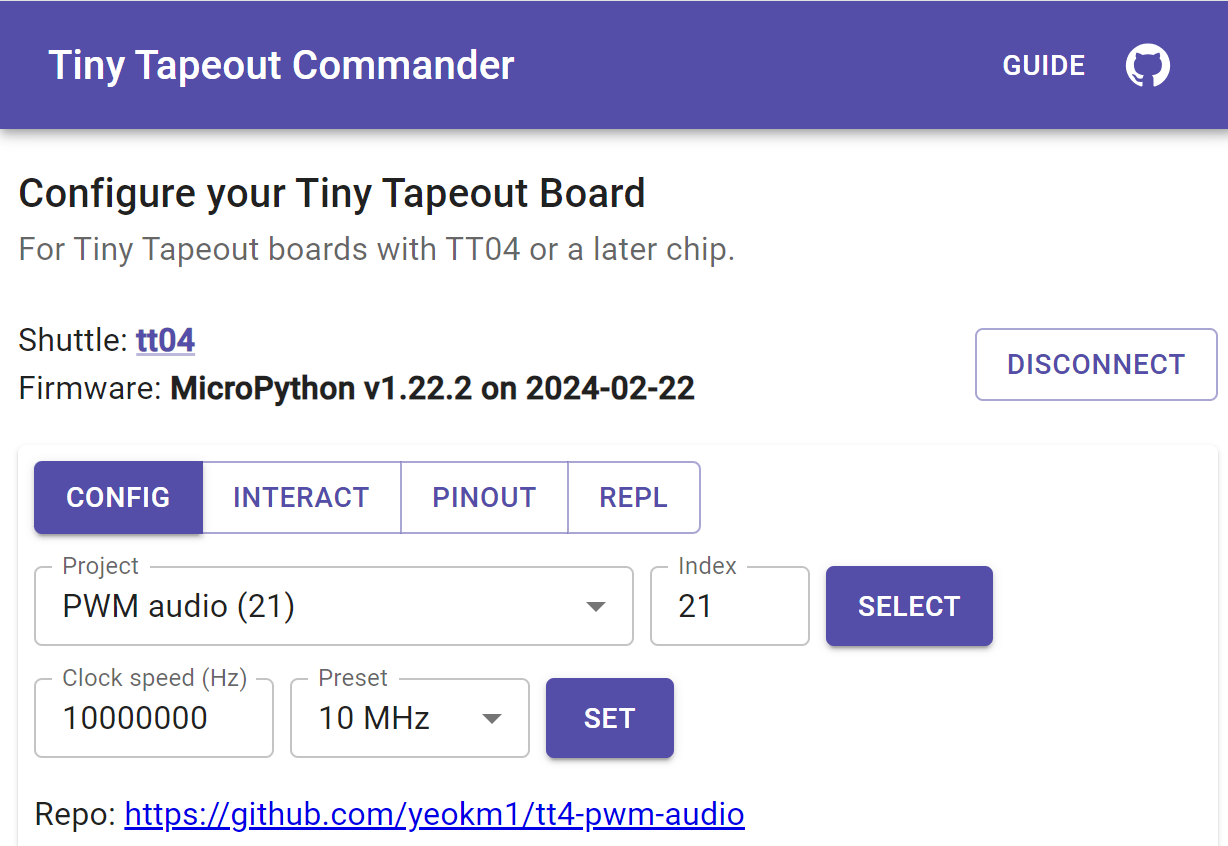 Tiny Tapeout Commander
GUIDE
Configure your Tiny Tapeout Board
For Tiny Tapeout boards with TT04 or a later chip.
Shuttle: tt04
Firmware: MicroPython v1.22.2 on 2024-02-22
DISCONNECT
CONFIG INTERACT PINOUT REPL
Project
PWM audio (21)
Index
21
SELECT
Clock speed (Hz)
10000000
Preset
10 MHz
SET
Repo: https://github.com/yeokm1/tt4-pwm-audio